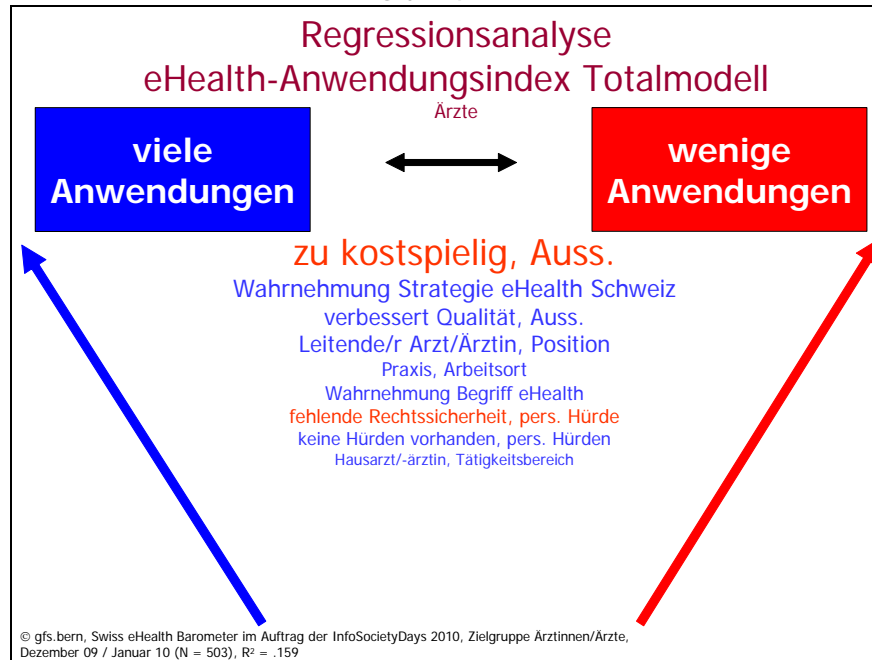 Regressionsanalyse
eHealth-Anwendungsindex Totalmodell
Ärzte
viele
Anwendungen
wenige
Anwendungen
zu kostspielig, Auss.
Wahrnehmung Strategie eHealth Schweiz
verbessert Qualität, Auss.
Leitende/r Arzt/Ärztin, Position
Praxis, Arbeitsort
Wahrnehmung Begriff eHealth
fehlende Rechtssicherheit, pers. Hürde
keine Hürden vorhanden, pers. Hürden
Hausarzt/-ärztin, Tätigkeitsbereich
© gfs.bern, Swiss eHealth Barometer im Auftrag der InfoSocietyDays 2010, Zielgruppe Ärztinnen/Ärzte,
Dezember 09 / Januar 10 (N = 503), R² = .159